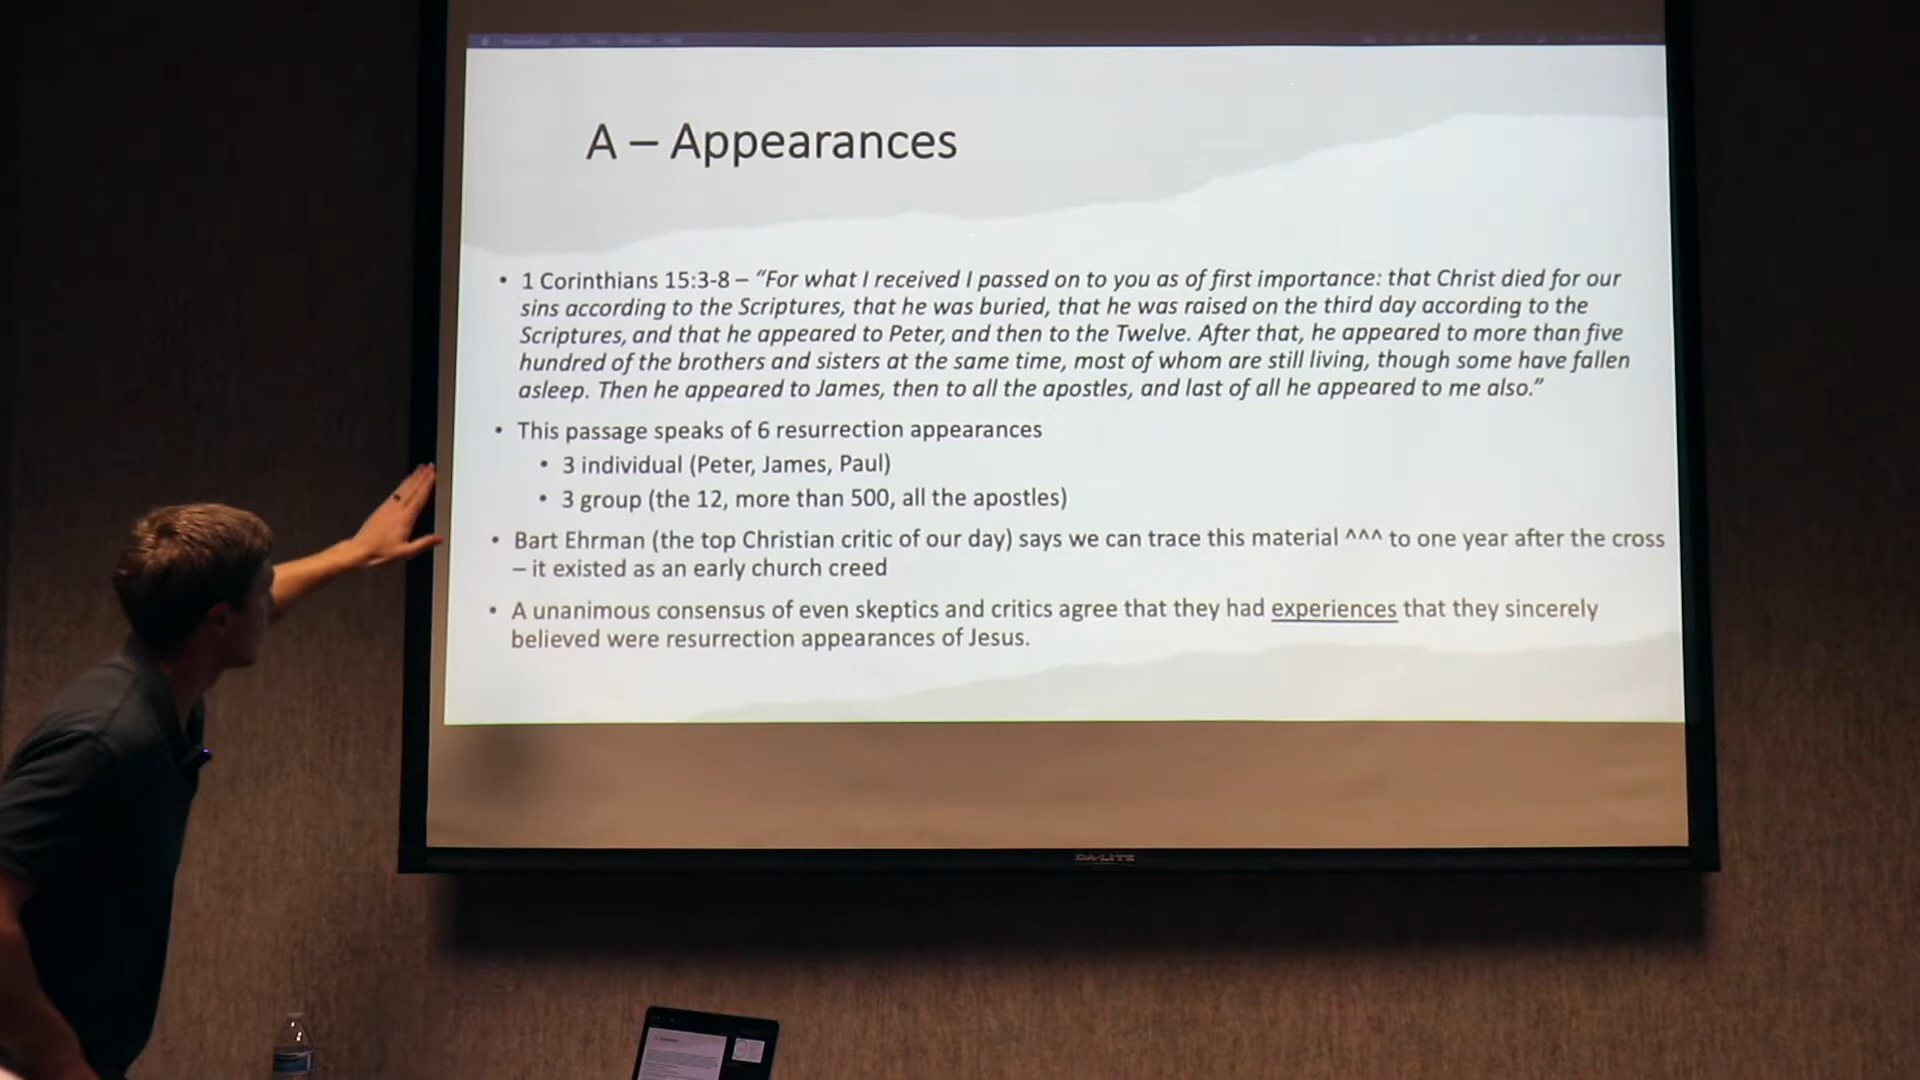 A – Appearances
• 1 Corinthians 15:3-8 – “For what I received I passed on to you as of first importance: that Christ died for our
sins according to the Scriptures, that he was buried, that he was raised on the third day according to the
Scriptures, and that he appeared to Peter, and then to the Twelve. After that, he appeared to more than five
hundred of the brothers and sisters at the same time, most of whom are still living, though some have fallen
asleep. Then he appeared to James, then to all the apostles, and last of all he appeared to me also.”
• This passage speaks of 6 resurrection appearances
• 3 individual (Peter, James, Paul)
• 3 group (the 12, more than 500, all the apostles)
• Bart Ehrman (the top Christian critic of our day) says we can trace this material ^^^ to one year after the cross
– it existed as an early church creed
• A unanimous consensus of even skeptics and critics agree that they had experiences that they sincerely
believed were resurrection appearances of Jesus.
DA-LITE